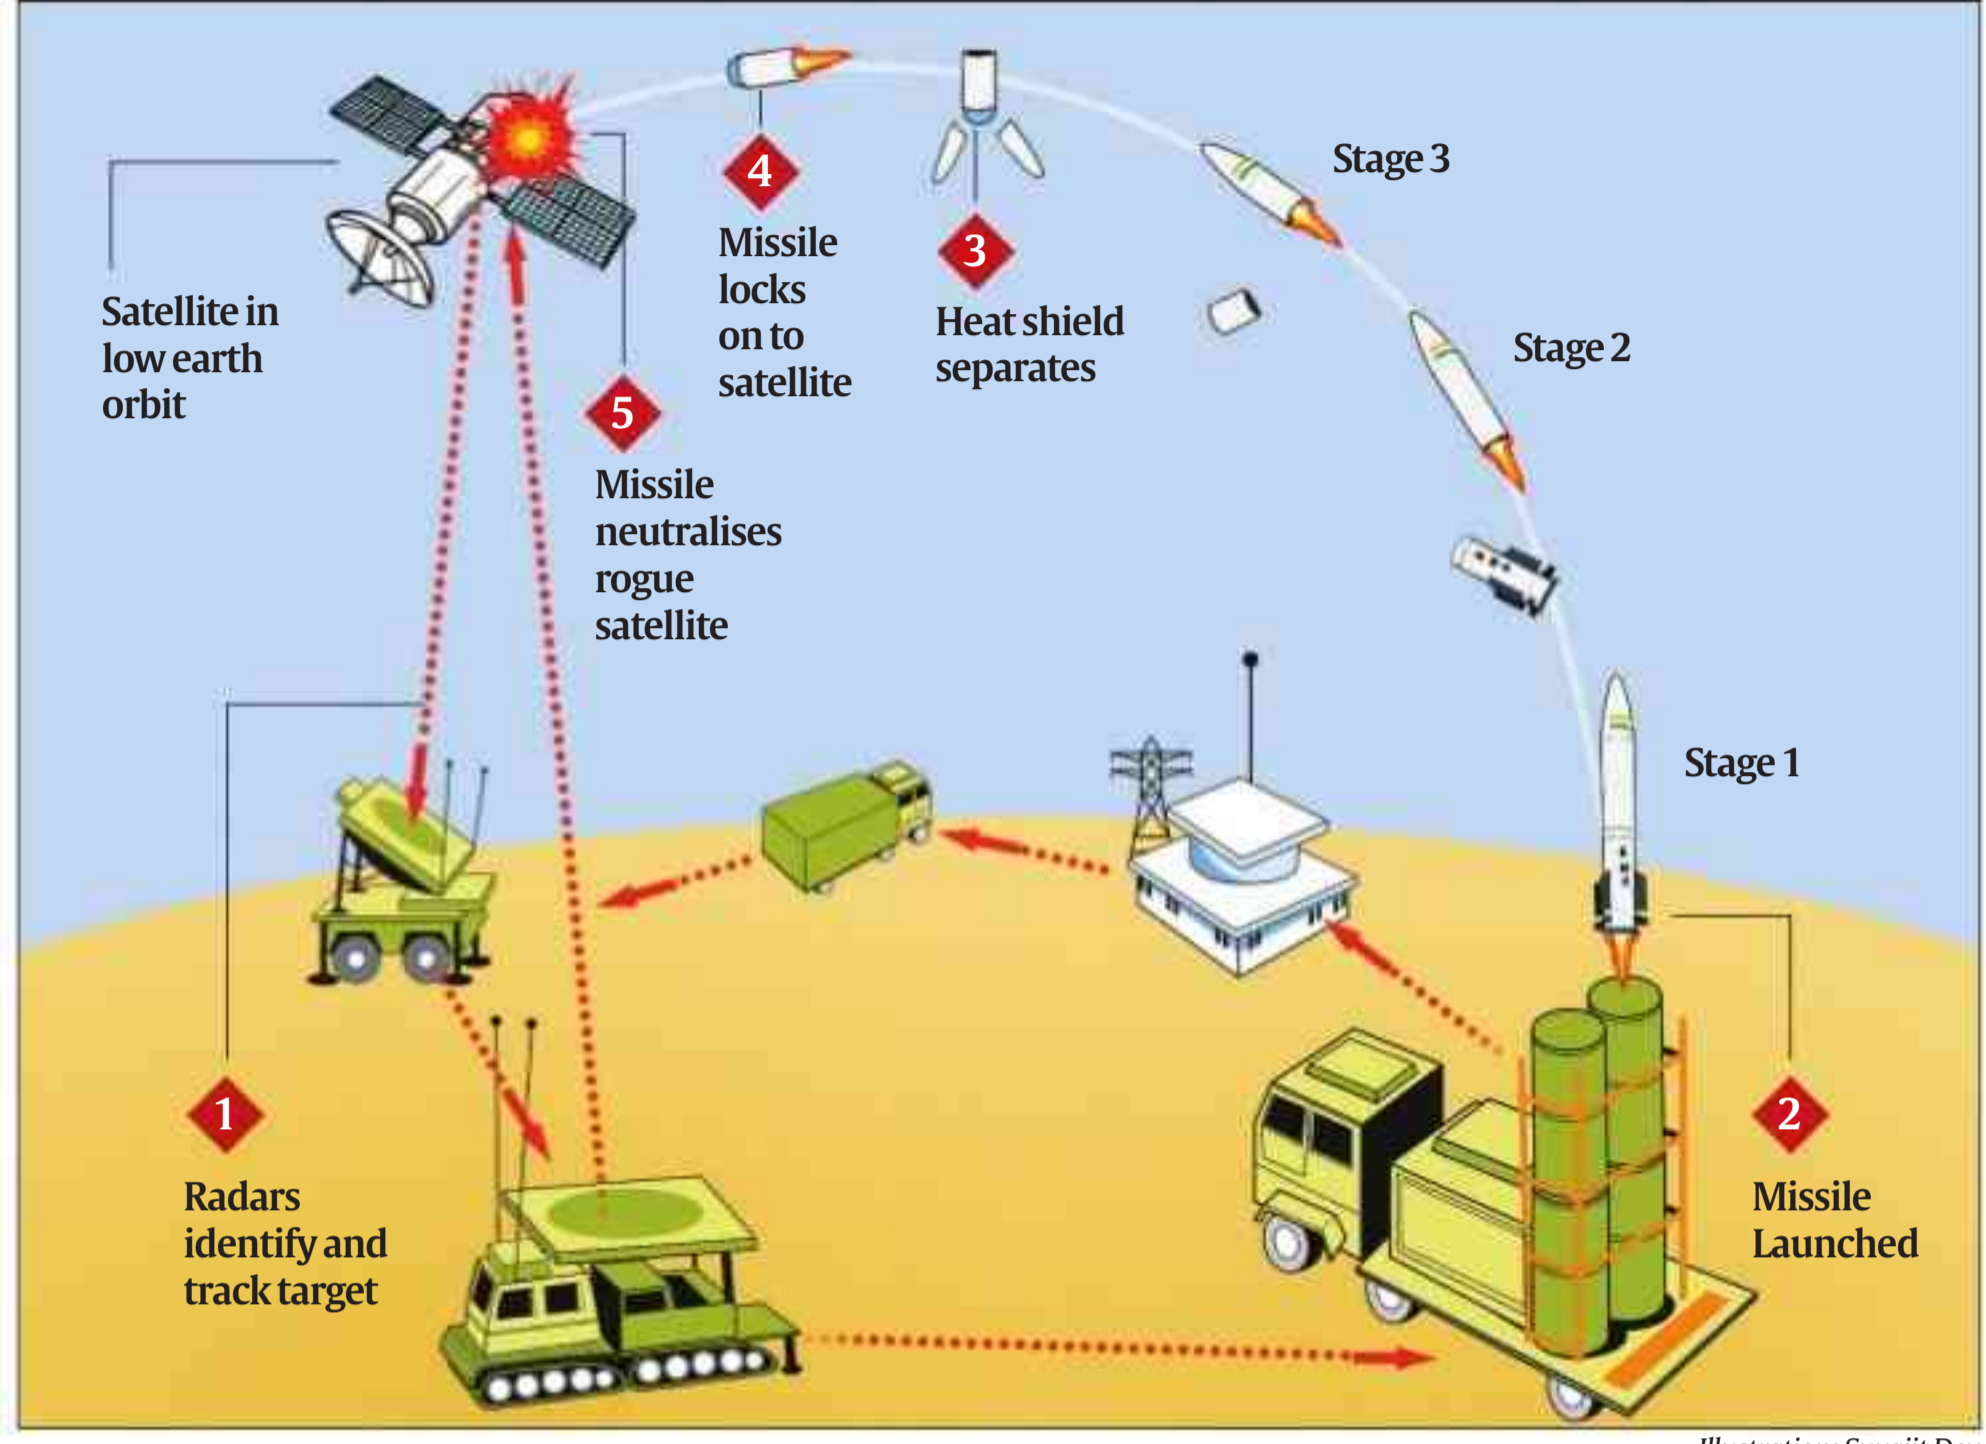 Stage 3
4
Missile
locks
on to
satellite
3
Heat shield
separates
Satellite in
low earth
orbit
Stage 2
5
Missile
neutralises
rogue
satellite
Stage 1
1
Radars
identify and
track target
2
Missile
Launched